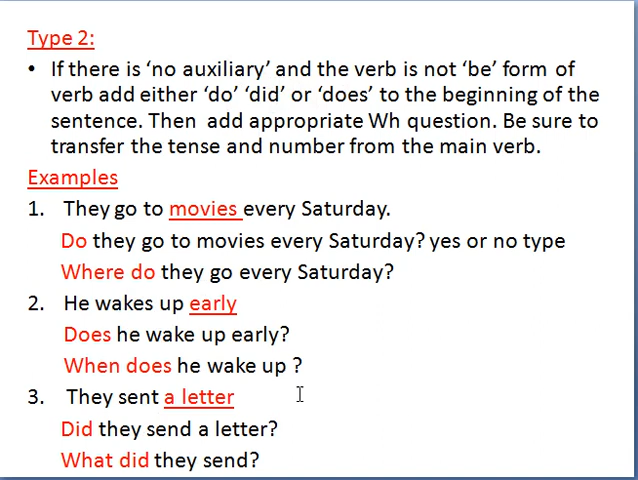 Type 2:
• If there is ‘no auxiliary’ and the verb is not ‘be’ form of
verb add either ‘do’ ‘did’ or ‘does’ to the beginning of the
sentence. Then add appropriate Wh question. Be sure to
transfer the tense and number from the main verb.
Examples
1. They go to movies every Saturday.
Do they go to movies every Saturday? yes or no type
Where do they go every Saturday?
2. He wakes up early
Does he wake up early?
When does he wake up ?
3. They sent a letter
Did they send a letter?
What did they send?